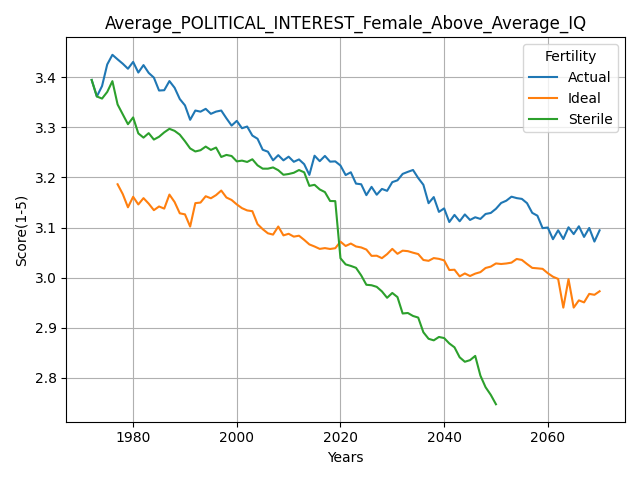 Average_POLITICAL_INTEREST_Female_Above_Average_IQ
Fertility
Actual
Ideal
Sterile
Score(1-5)
3.4
3.3
3.2
3.1
3.0
2.9
2.8
1980 2000 2020 2040 2060
Years